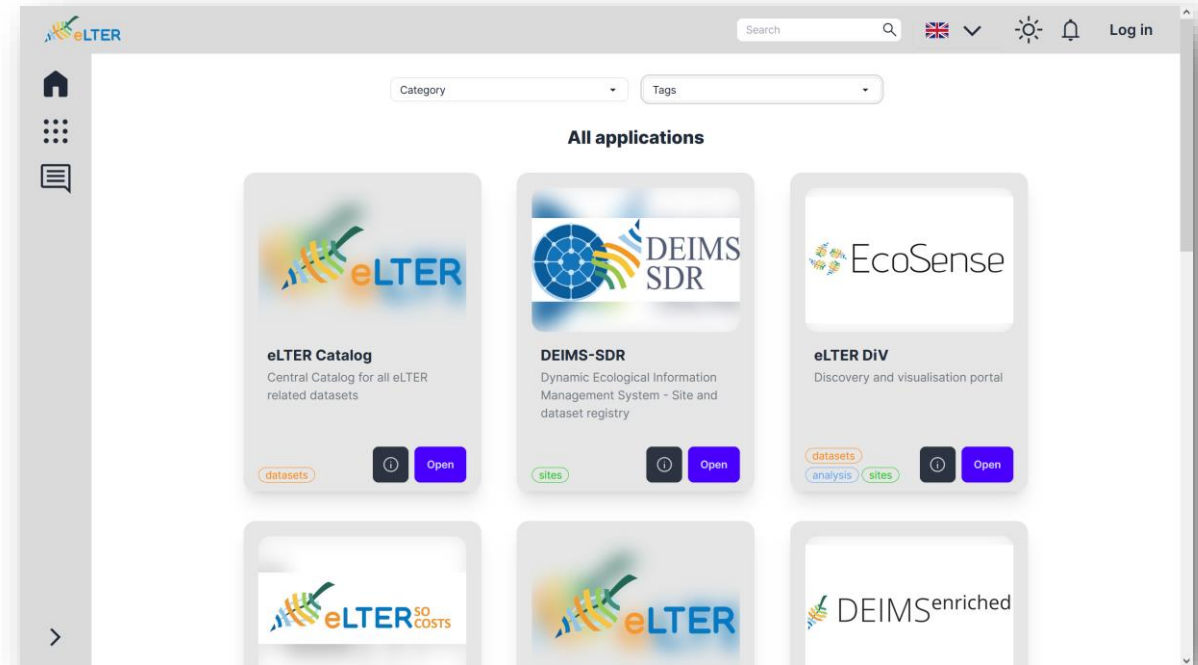 eLTER
Search
Log in
Category
Tags
All applications
eLTER
DEIMS
SDR
EcoSense
eLTER Catalog
Central Catalog for all eLTER
related datasets
datasets
Open
DEIMS-SDR
Dynamic Ecological Information
Management System - Site and
dataset registry
sites
Open
eLTER DiV
Discovery and visualisation portal
datasets
analysis sites
Open
eLTER SO
COSTS
eLTER
DEIMSenriched